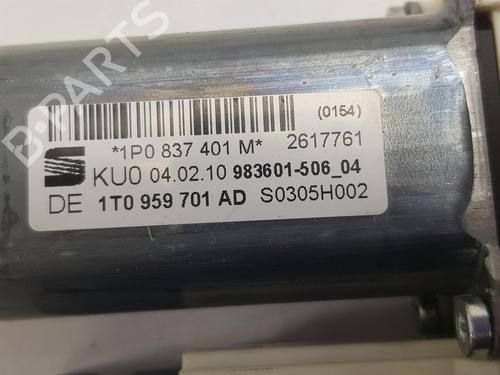 (0154)
*1P0 837 401 M* 2617761
KU0 04.02.10 983601-506_04
DE 1T0 959 701 AD S0305H002
B-PARTS